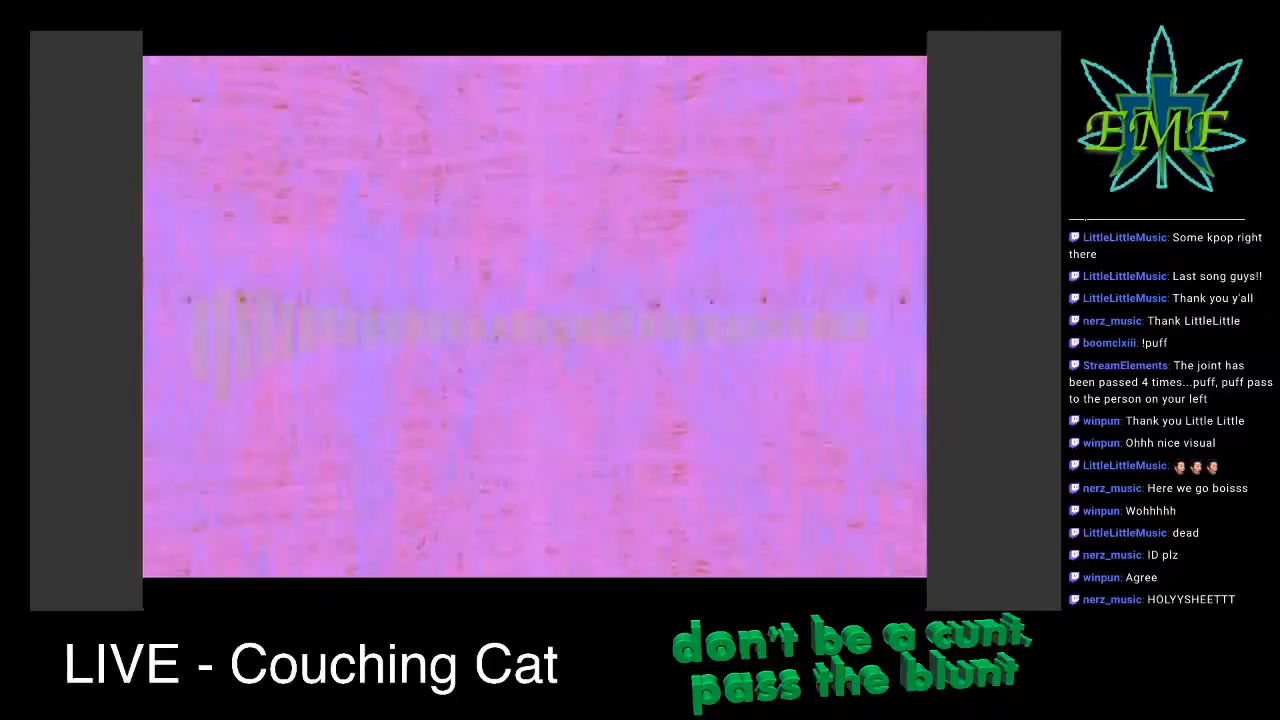 EMF
LittleLittleMusic: Some kpop right
there
LittleLittleMusic: Last song guys!!
LittleLittleMusic: Thank you y'all
nerz_music: Thank LittleLittle
boomclxiii: !puff
StreamElements: The joint has
been passed 4 times...puff, puff pass
to the person on your left
winpun: Thank you Little Little
winpun: Ohhh nice visual
LittleLittleMusic:
nerz_music: Here we go boisss
winpun: Wohhhhh
LittleLittleMusic: dead
nerz_music: ID plz
winpun: Agree
nerz_music: HOLYYSHEETTT
LIVE - Couching Cat
don't be a cunt,
pass the blunt